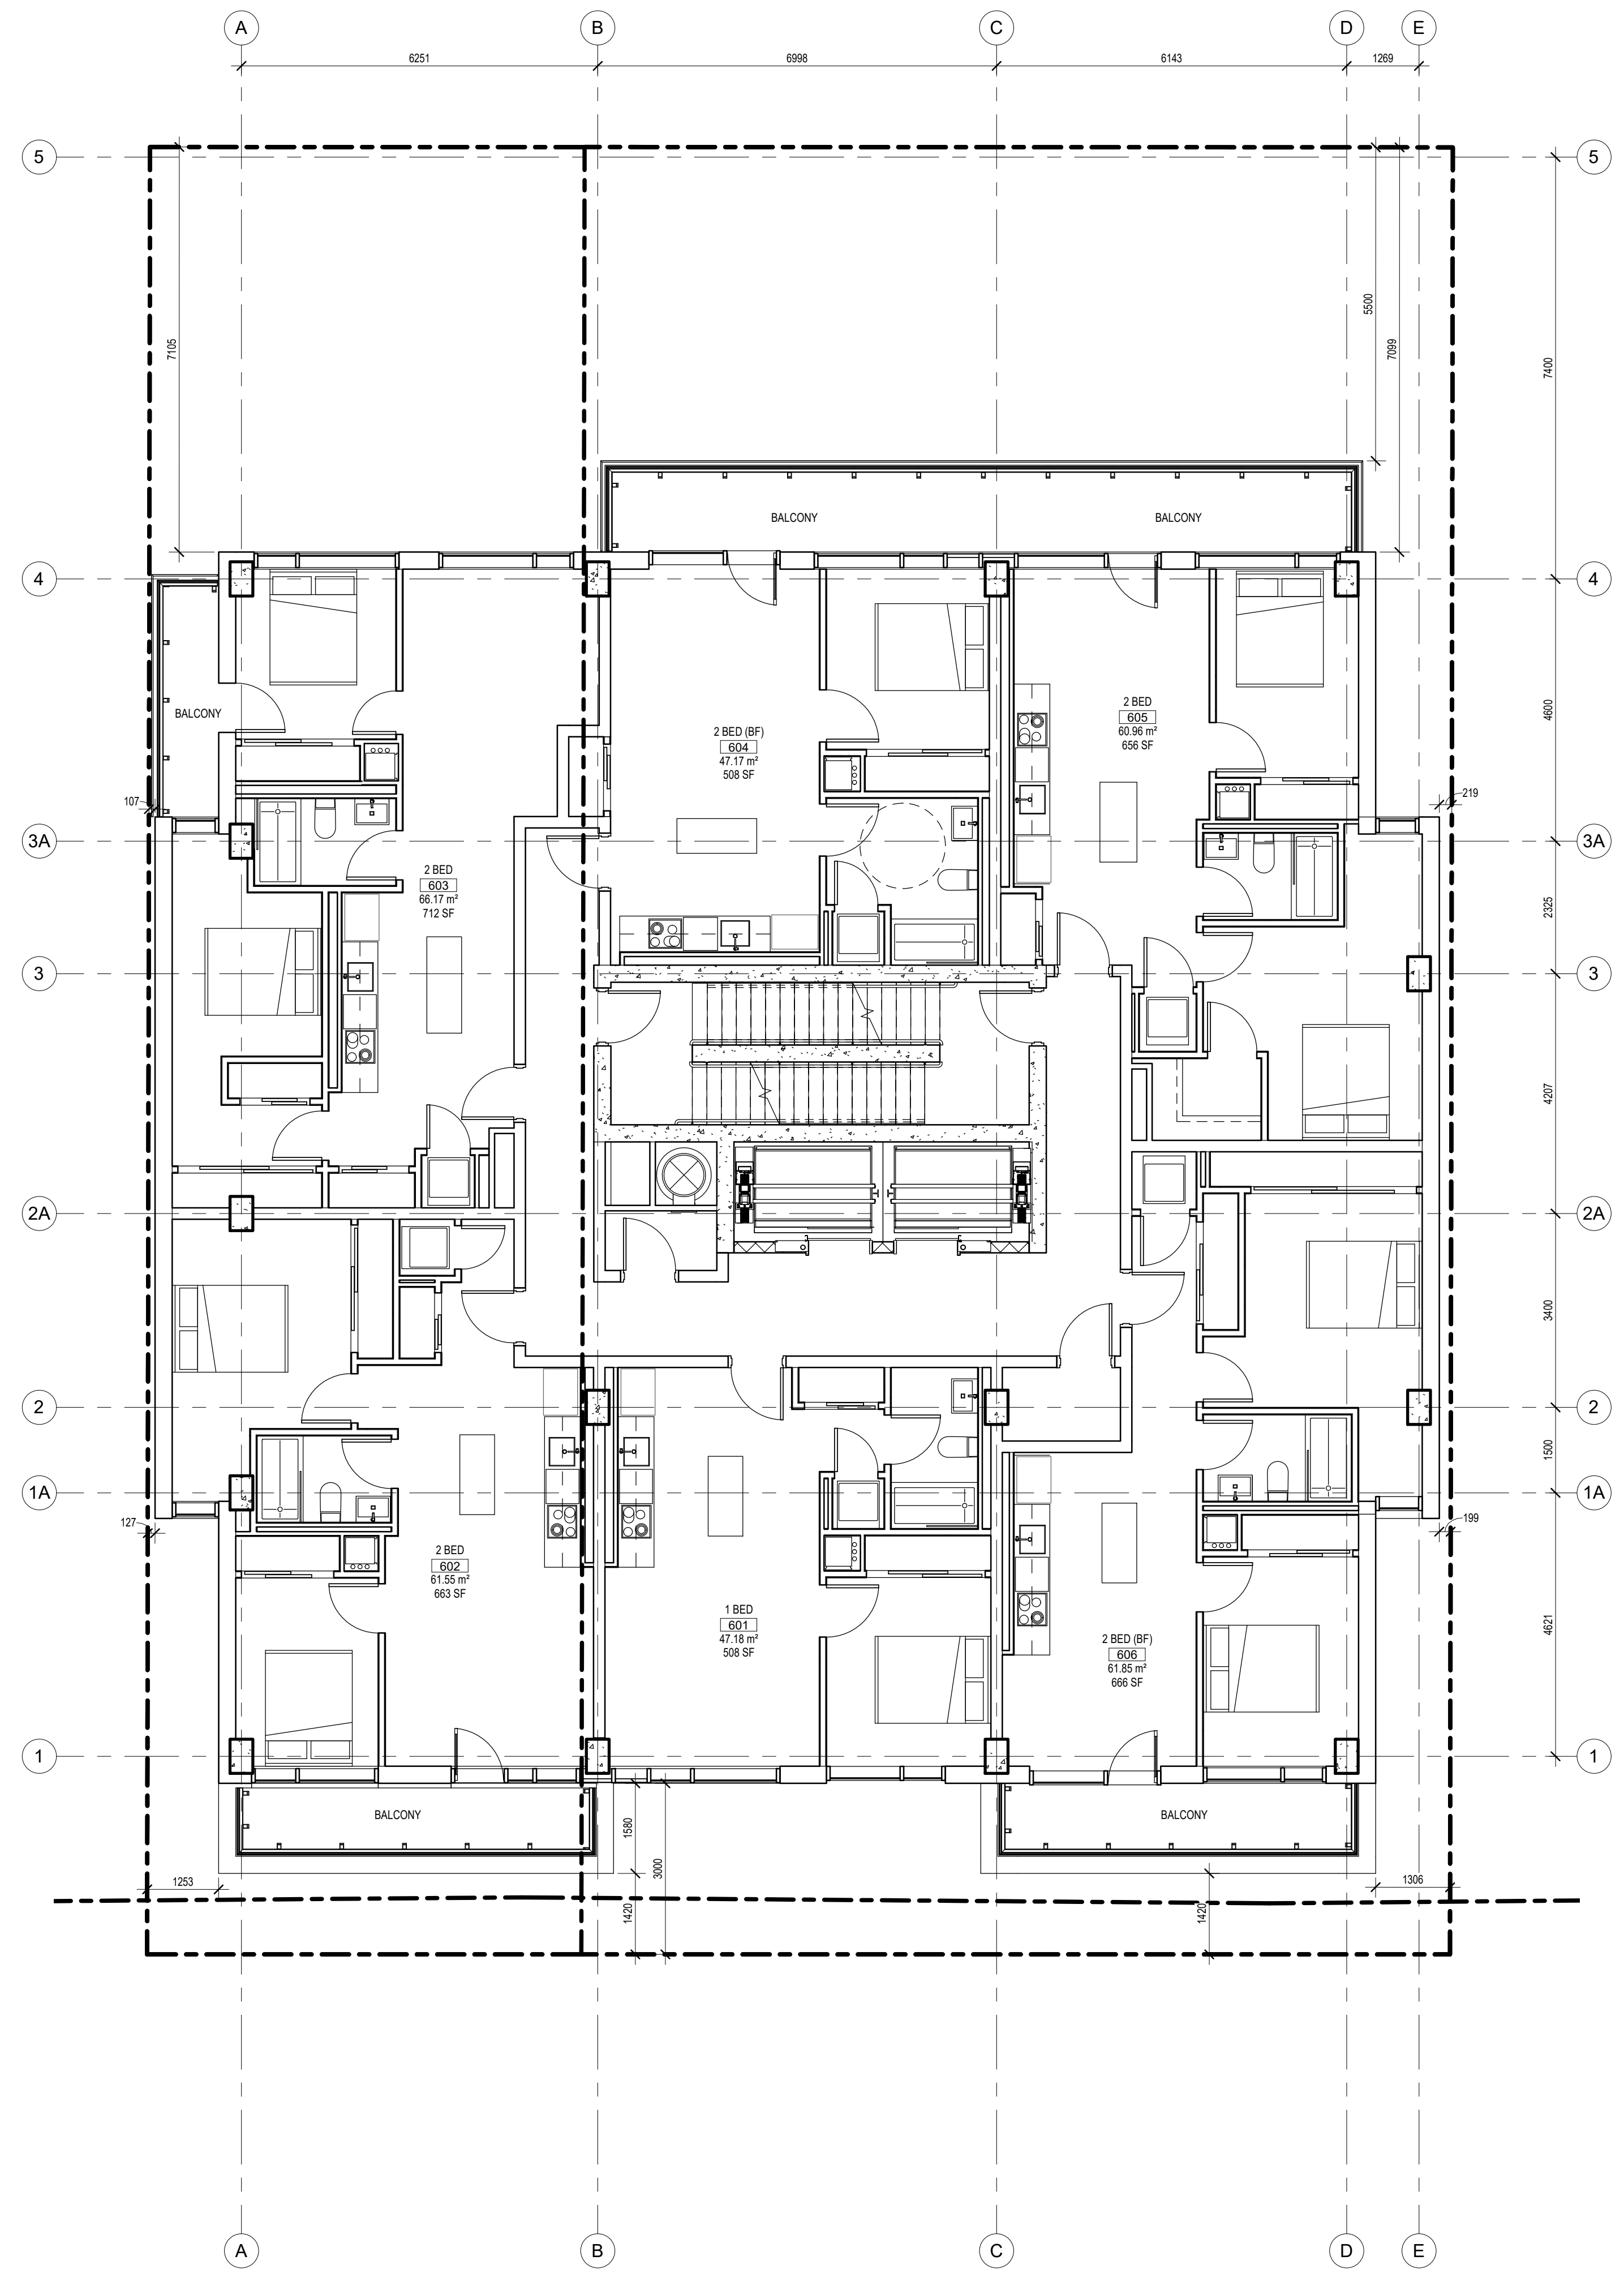 A
B
C
D
E
6251
6998
6143
1269
5
5
7105
5500
7099
7400
BALCONY
BALCONY
4
4
BALCONY
4600
2 BED
605
60.96 m²
656 SF
2 BED (BF)
604
47.17 m²
508 SF
107
219
3A
3A
2 BED
603
66.17 m²
712 SF
2325
3
3
4207
2A
2A
3400
2
2
1500
1A
1A
127
199
2 BED
602
61.55 m²
663 SF
1 BED
601
47.18 m²
508 SF
2 BED (BF)
606
61.85 m²
666 SF
4621
1
1
BALCONY
BALCONY
1580
3000
1253
1306
1420
1420
A
B
C
D
E